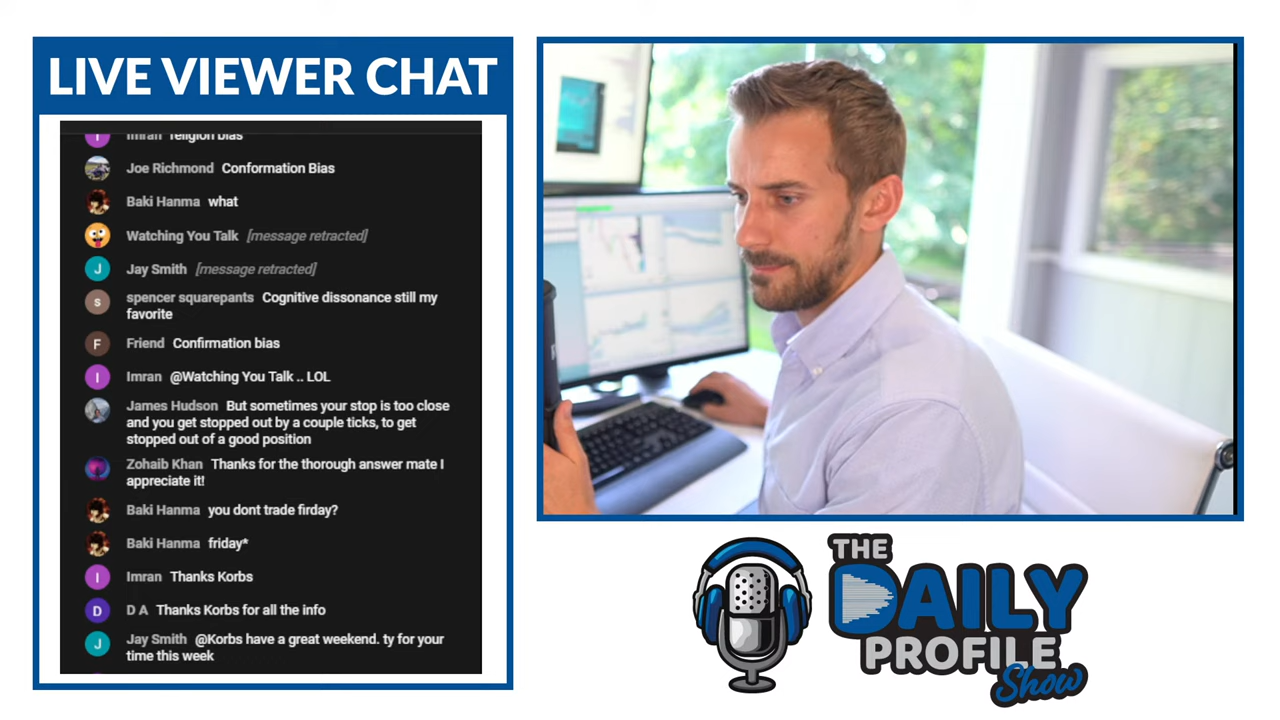 LIVE VIEWER CHAT
I Imran religion bias
Joe Richmond Conformation Bias
Baki Hanma what
Watching You Talk [message retracted]
J Jay Smith [message retracted]
s spencer squarepants Cognitive dissonance still my
favorite
F Friend Confirmation bias
I Imran @Watching You Talk .. LOL
James Hudson But sometimes your stop is too close
and you get stopped out by a couple ticks, to get
stopped out of a good position
Zohaib Khan Thanks for the thorough answer mate I
appreciate it!
Baki Hanma you dont trade firday?
Baki Hanma friday*
I Imran Thanks Korbs
D D A Thanks Korbs for all the info
J Jay Smith @Korbs have a great weekend. ty for your
time this week
THE
DAILY
PROFILE
Show